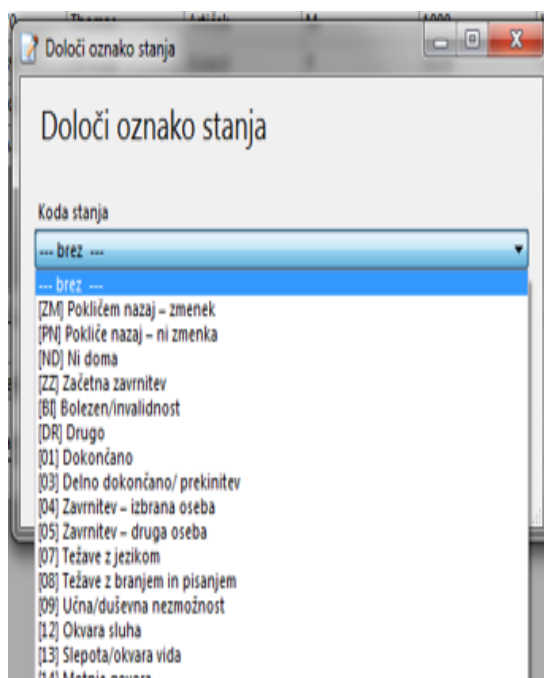 Določi oznako stanja
Določi oznako stanja
Koda stanja
--- brez ---
--- brez ---
[ZM] Pokličem nazaj – zmenek
[PN] Pokliče nazaj – ni zmenka
[ND] Ni doma
[ZZ] Začetna zavrnitev
[BI] Bolezen/invalidnost
[DR] Drugo
[01] Dokončano
[03] Delno dokončano/ prekinitev
[04] Zavrnitev – izbrana oseba
[05] Zavrnitev – druga oseba
[07] Težave z jezikom
[08] Težave z branjem in pisanjem
[09] Učna/duševna nezmožnost
[12] Okvara sluha
[13] Slepota/okvara vida